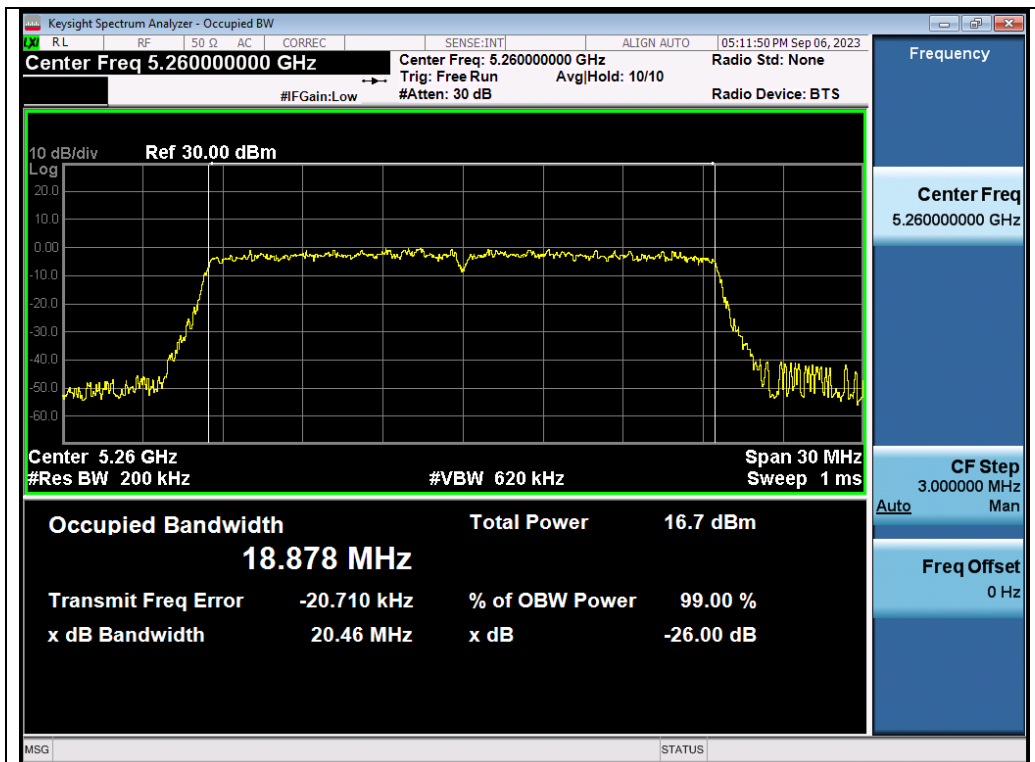 Keysight Spectrum Analyzer - Occupied BW
LXI RL RF 50 Ω AC CORREC SENSE:INT ALIGN AUTO 05:11:50 PM Sep 06, 2023
Center Freq 5.260000000 GHz
Center Freq: 5.260000000 GHz
Radio Std: None
Trig: Free Run Avg|Hold: 10/10
#IFGain:Low
#Atten: 30 dB
Radio Device: BTS
10 dB/div Ref 30.00 dBm
Log
20.0
10.0
0.00
-10.0
-20.0
-30.0
-40.0
-50.0
-60.0
Center 5.26 GHz
Span 30 MHz
#Res BW 200 kHz
#VBW 620 kHz
Sweep 1 ms
Occupied Bandwidth
18.878 MHz
Total Power 16.7 dBm
Transmit Freq Error -20.710 kHz
% of OBW Power 99.00 %
x dB Bandwidth 20.46 MHz
x dB -26.00 dB
Frequency
Center Freq
5.260000000 GHz
CF Step
3.000000 MHz
Auto Man
Freq Offset
0 Hz
MSG
STATUS